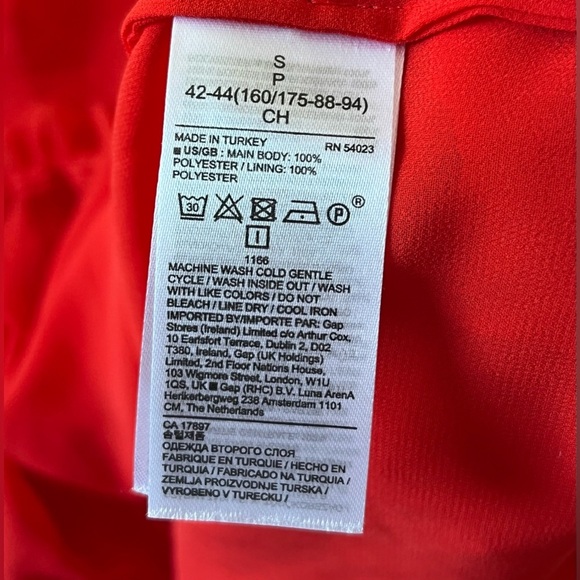 S
P
42-44(160/175-88-94)
CH
MADE IN TURKEY RN 54023
■ US/GB : MAIN BODY: 100%
POLYESTER / LINING: 100%
POLYESTER
30 P ®
I
1166
MACHINE WASH COLD GENTLE
CYCLE / WASH INSIDE OUT / WASH
WITH LIKE COLORS / DO NOT
BLEACH / LINE DRY / COOL IRON
IMPORTED BY/IMPORTE PAR: Gap
Stores (Ireland) Limited c/o Arthur Cox,
10 Earlsfort Terrace, Dublin 2, D02
T380, Ireland, Gap (UK Holdings)
Limited, 2nd Floor Nations House,
103 Wigmore Street, London, W1U
1QS, UK ■ Gap (RHC) B.V. Luna ArenA
Herikerbergweg 238 Amsterdam 1101
CM, The Netherlands
CA 17897
숍텔재품
ОДЕЖДА ВТОРОГО СЛОЯ
FABRIQUE EN TURQUIE / HECHO EN
TURQUIA / FABRICADO NA TURQUIA /
ZEMLJA PROIZVODNJE TURSKA /
VYROBENO V TURECKU /